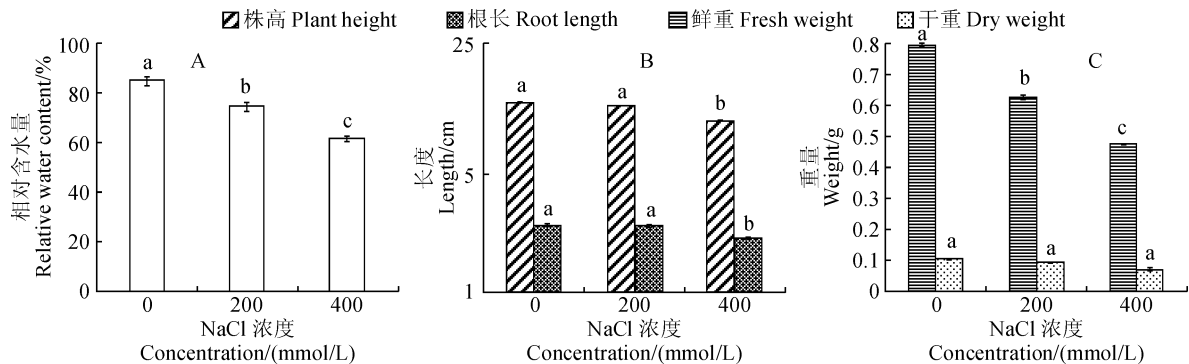 株高 Plant height
根长 Root length
鲜重 Fresh weight
于重 Dry weight
相对含水量
Relative water content/%
100
80
60
40
20
0
A
a
b
c
0
200
400
NaCl 浓度
Concentration/(mmol/L)
长度
Length/cm
25
5
1
B
a
a
a
a
b
b
0
200
400
NaCl 浓度
Concentration/(mmol/L)
重量
Weight/g
0.8
0.7
0.6
0.5
0.4
0.3
0.2
0.1
0
C
a
a
b
a
c
a
0
200
400
NaCl 浓度
Concentration/(mmol/L)